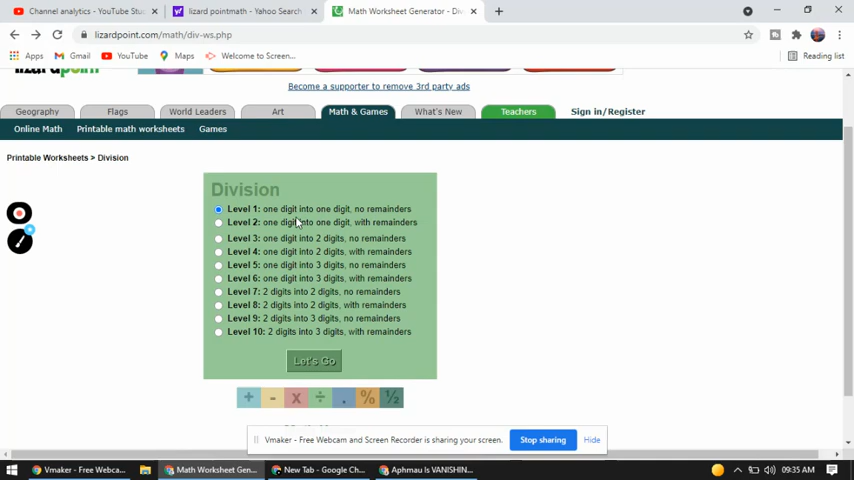 Channel analytics - YouTube Stu
lizard pointmath - Yahoo Search
Math Worksheet Generator - Div
lizardpoint.com/math/div-ws.php
Apps
Gmail
YouTube
Maps
Welcome to Screen...
Reading list
lizardpoint
Become a supporter to remove 3rd party ads
Geography
Flags
World Leaders
Art
Math & Games
What's New
Teachers
Sign in/Register
Online Math
Printable math worksheets
Games
Printable Worksheets > Division
Division
Level 1: one digit into one digit, no remainders
Level 2: one digit into one digit, with remainders
Level 3: one digit into 2 digits, no remainders
Level 4: one digit into 2 digits, with remainders
Level 5: one digit into 3 digits, no remainders
Level 6: one digit into 3 digits, with remainders
Level 7: 2 digits into 2 digits, no remainders
Level 8: 2 digits into 2 digits, with remainders
Level 9: 2 digits into 3 digits, no remainders
Level 10: 2 digits into 3 digits, with remainders
Let's Go
+ - x ÷ . % ½
Vmaker - Free Webcam and Screen Recorder is sharing your screen.
Stop sharing
Hide
Vmaker - Free Webca...
Math Worksheet Gen...
New Tab - Google Ch...
Aphmau Is VANISHIN...
09:35 AM